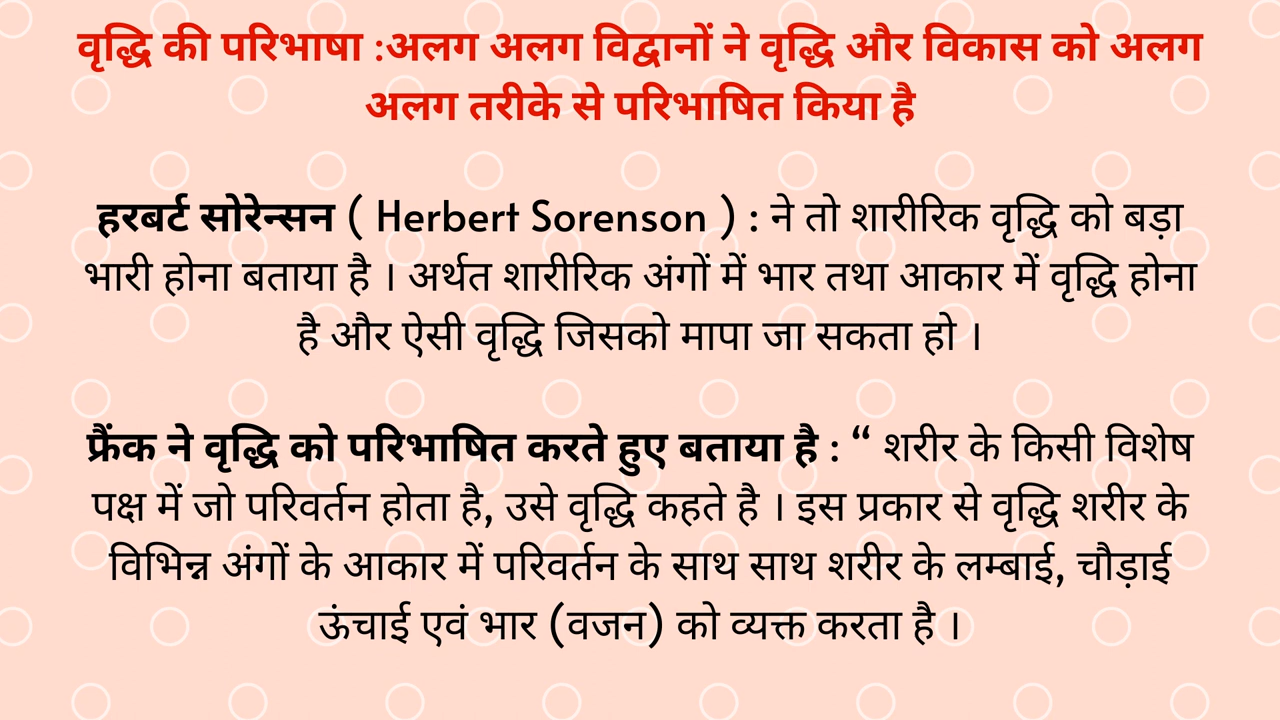 वृद्धि की परिभाषा :अलग अलग विद्वानों ने वृद्धि और विकास को अलग
अलग तरीके से परिभाषित किया है
हरबर्ट सोरेन्सन ( Herbert Sorenson ) : ने तो शारीरिक वृद्धि को बड़ा
भारी होना बताया है । अर्थत शारीरिक अंगों में भार तथा आकार में वृद्धि होना
है और ऐसी वृद्धि जिसको मापा जा सकता हो ।
फ्रैंक ने वृद्धि को परिभाषित करते हुए बताया है : “ शरीर के किसी विशेष
पक्ष में जो परिवर्तन होता है, उसे वृद्धि कहते है । इस प्रकार से वृद्धि शरीर के
विभिन्न अंगों के आकार में परिवर्तन के साथ साथ शरीर के लम्बाई, चौड़ाई
ऊंचाई एवं भार (वजन) को व्यक्त करता है ।